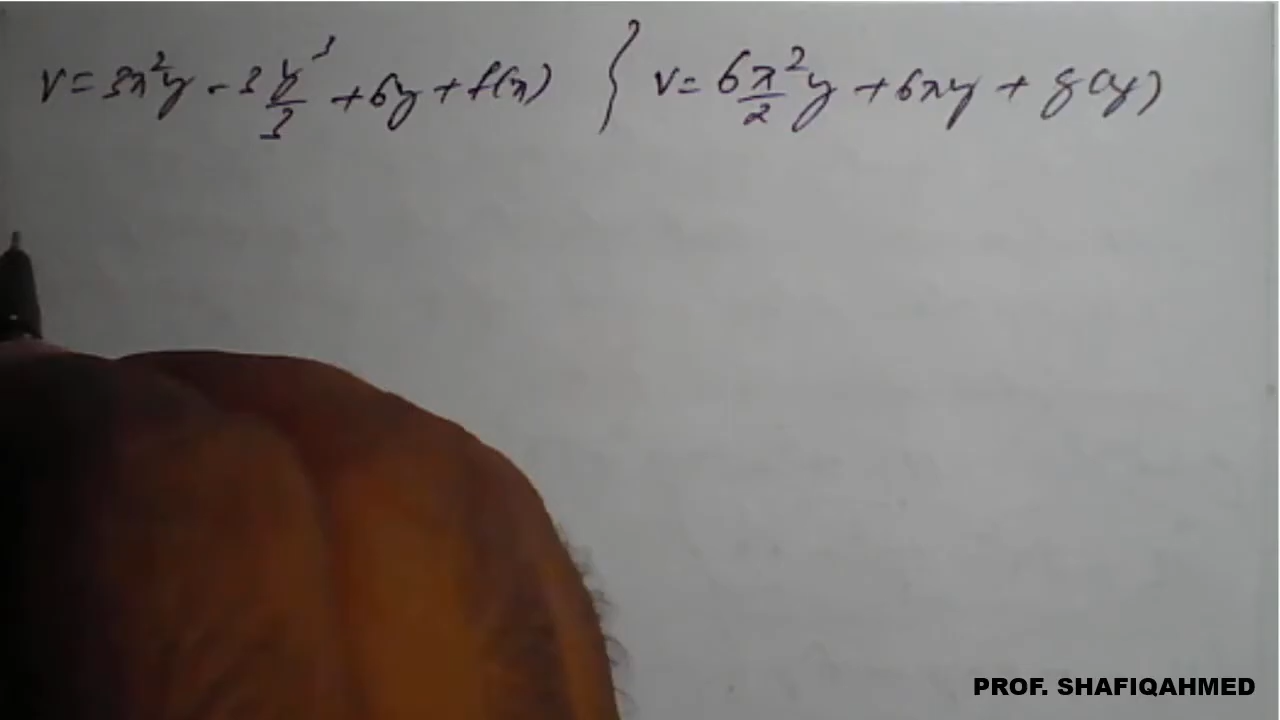 v = 3x²y - 3 y³/3 + 6y + f(x) } v = 6 x²/2 y + 6xy + g(y)
PROF. SHAFIQAHMED